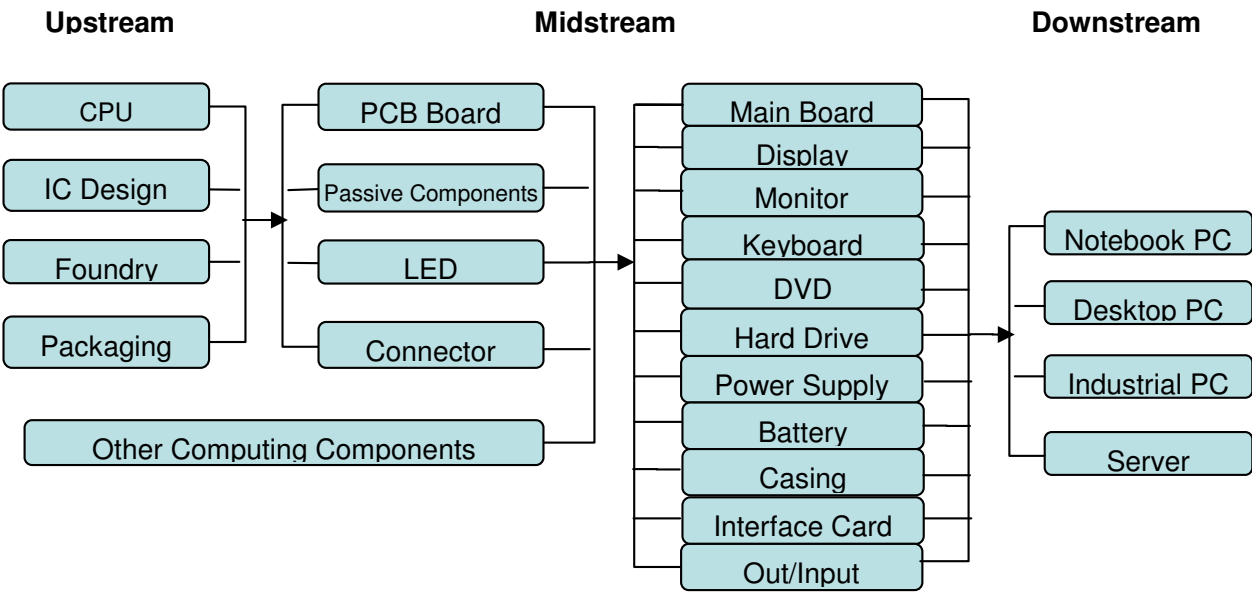 Upstream
Midstream
Downstream
CPU
IC Design
Foundry
Packaging
PCB Board
Passive Components
LED
Connector
Other Computing Components
Main Board
Display
Monitor
Keyboard
DVD
Hard Drive
Power Supply
Battery
Casing
Interface Card
Out/Input
Notebook PC
Desktop PC
Industrial PC
Server